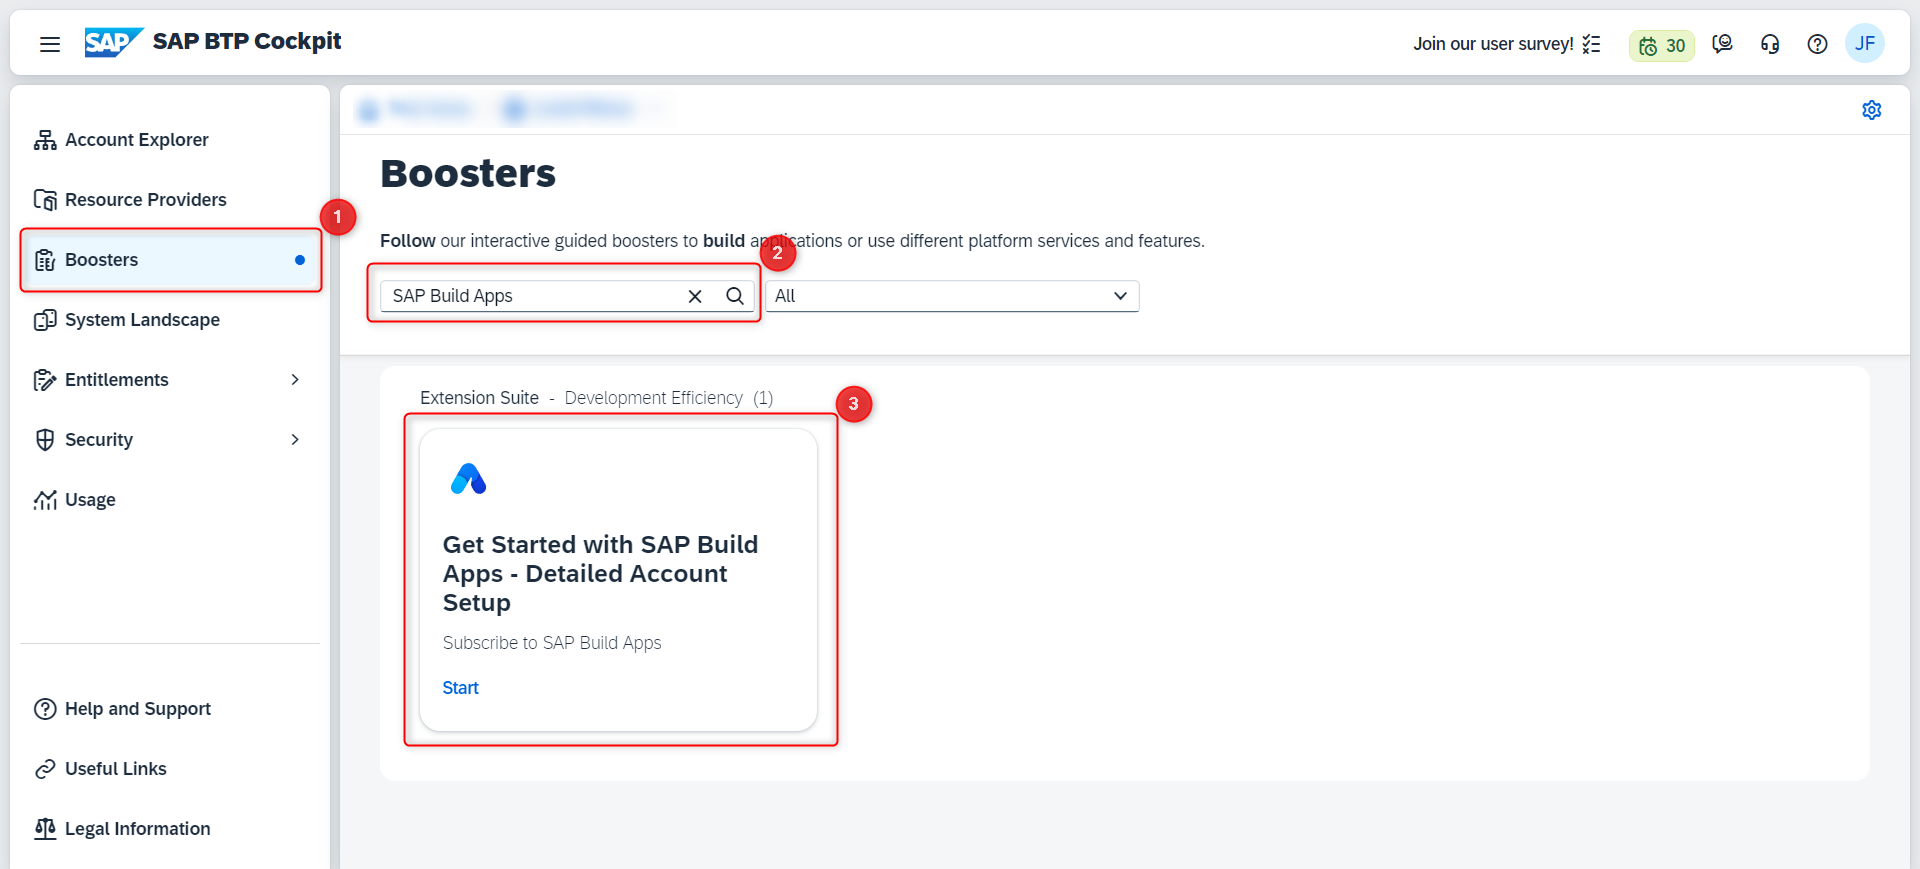 SAP
SAP BTP Cockpit
Join our user survey!
30
JF
Account Explorer
Resource Providers
1
Boosters
System Landscape
Entitlements
Security
Usage
Help and Support
Useful Links
Legal Information
Boosters
Follow our interactive guided boosters to build applications or use different platform services and features.
2
SAP Build Apps
All
Extension Suite - Development Efficiency (1)
3
Get Started with SAP Build
Apps - Detailed Account
Setup
Subscribe to SAP Build Apps
Start